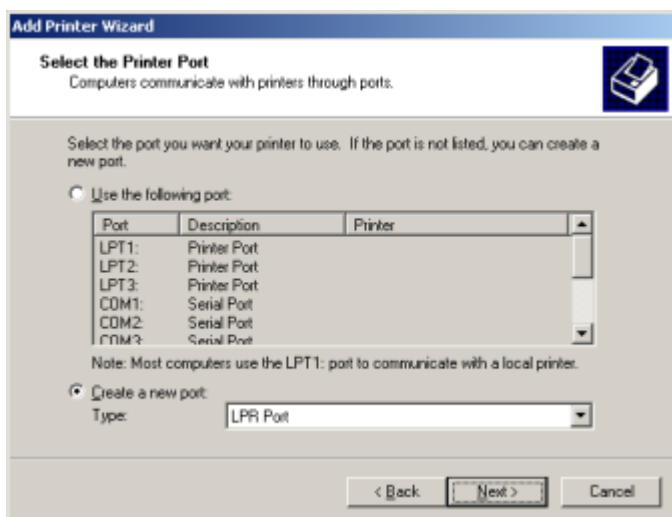 Add Printer Wizard
Select the Printer Port
Computers communicate with printers through ports.
Select the port you want your printer to use. If the port is not listed, you can create a
new port.
Use the following port:
Port Description Printer
LPT1: Printer Port
LPT2: Printer Port
LPT3: Printer Port
COM1: Serial Port
COM2: Serial Port
COM3: Serial Port
Note: Most computers use the LPT1: port to communicate with a local printer.
Create a new port:
Type: LPR Port
< Back Next > Cancel